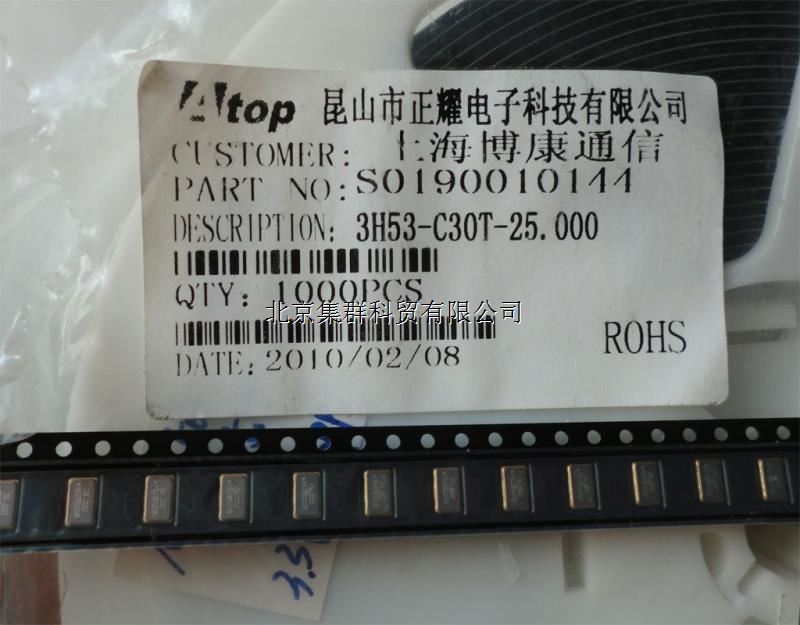 Atop 昆山市正耀电子科技有限公司
CUSTOMER: 上海博康通信
PART NO: S0190010144
DESCRIPTION: 3H53-C30T-25.000
QTY: 1000PCS
北京集群科贸有限公司
DATE: 2010/02/08
ROHS
3.5